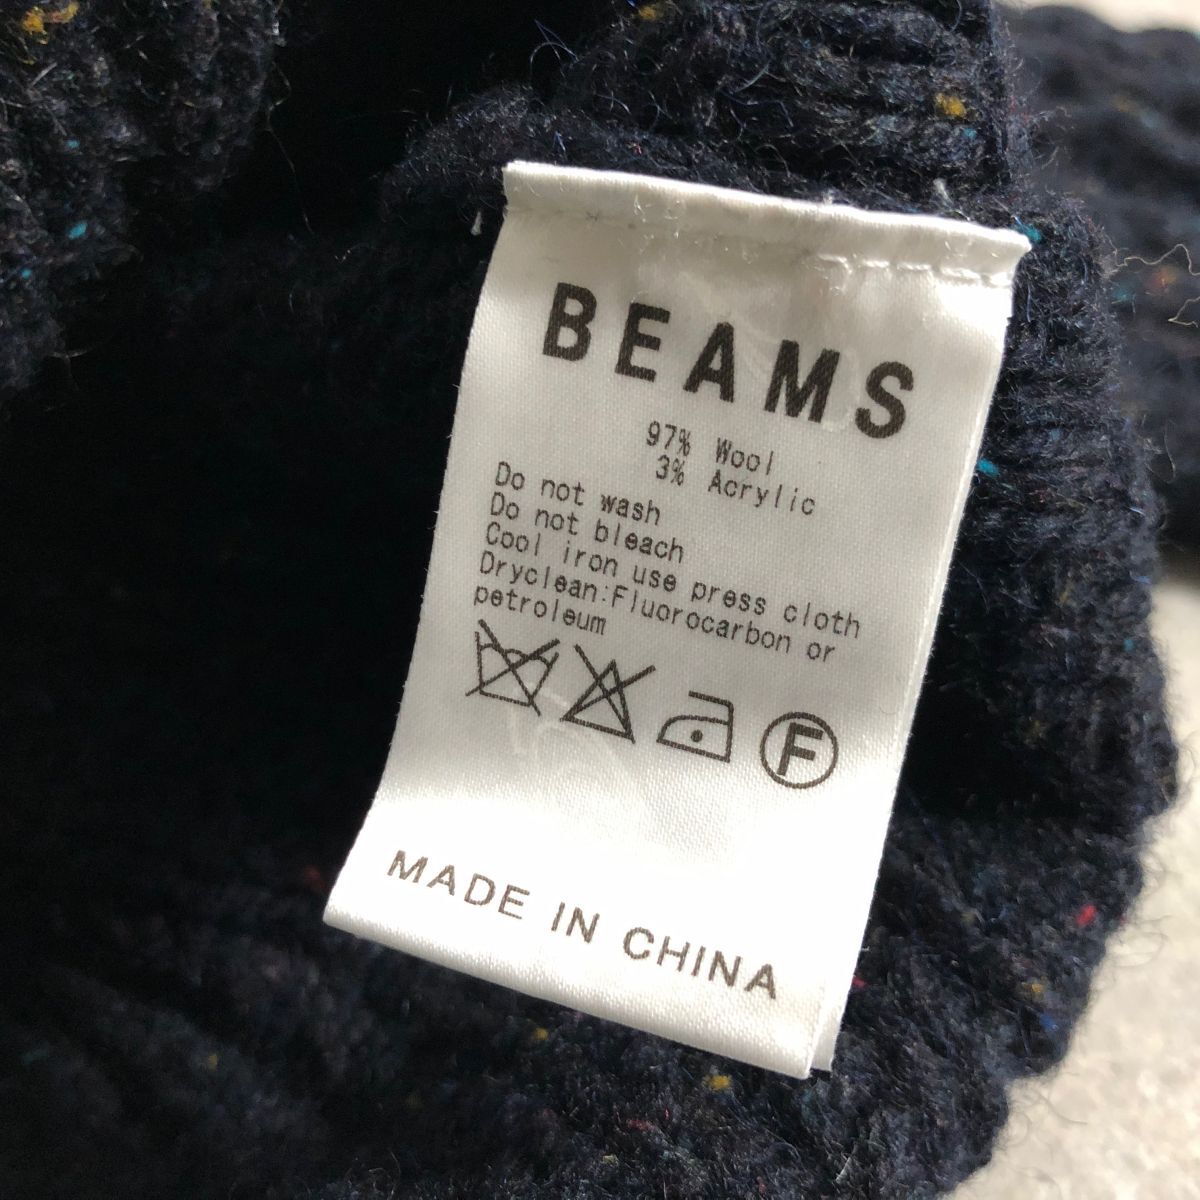 BEAMS
97% Wool
3% Acrylic
Do not wash
Do not bleach
Cool iron use press cloth
Dryclean:Fluorocarbon or
petroleum
F
MADE IN CHINA